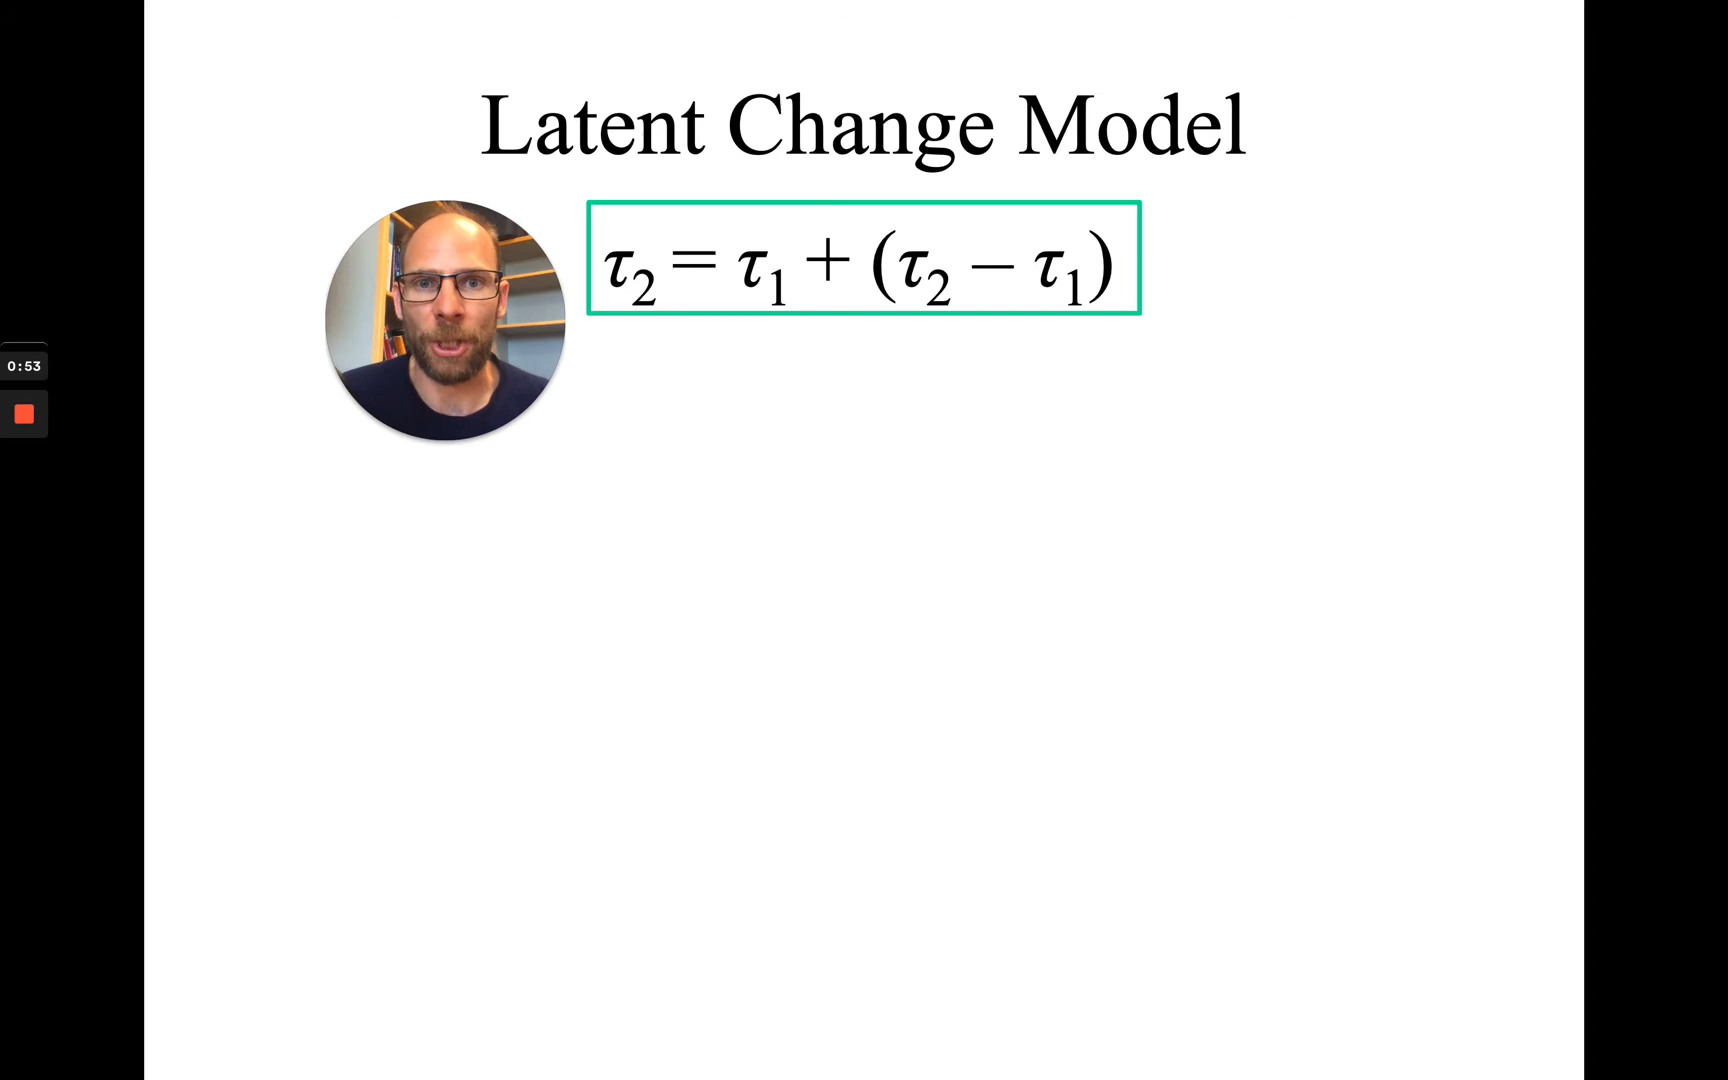 Latent Change Model
τ₂ = τ₁ + (τ₂ − τ₁)
0:53